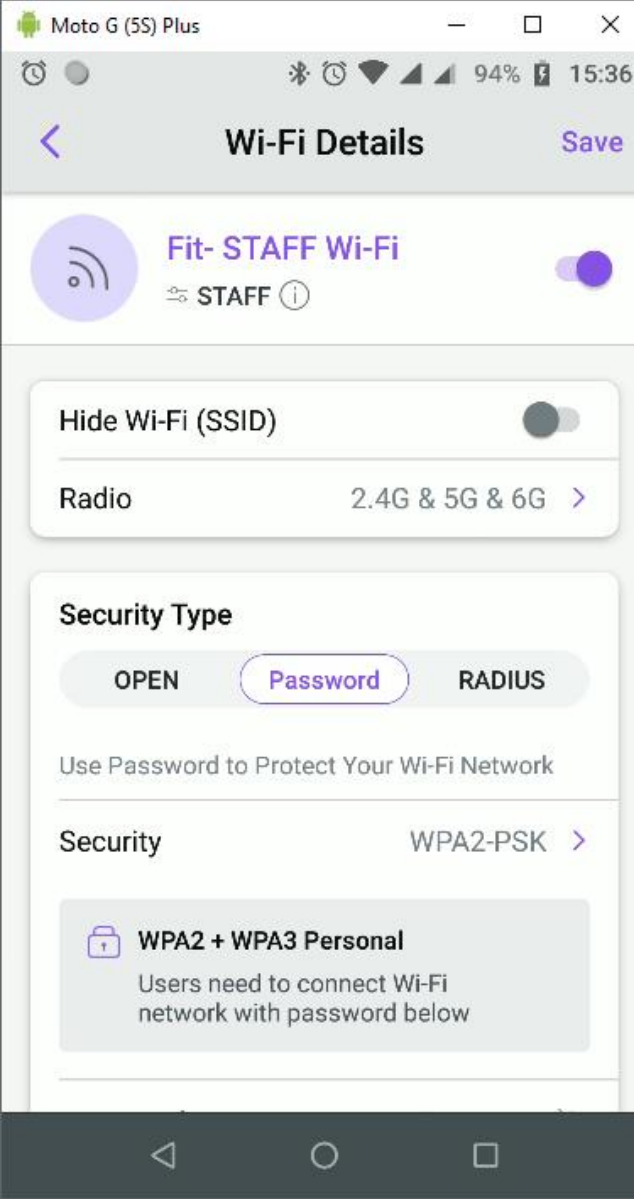 Moto G (5S) Plus
94% 15:36
Wi-Fi Details Save
Fit- STAFF Wi-Fi
STAFF
Hide Wi-Fi (SSID)
Radio 2.4G & 5G & 6G
Security Type
OPEN Password RADIUS
Use Password to Protect Your Wi-Fi Network
Security WPA2-PSK
WPA2 + WPA3 Personal
Users need to connect Wi-Fi
network with password below